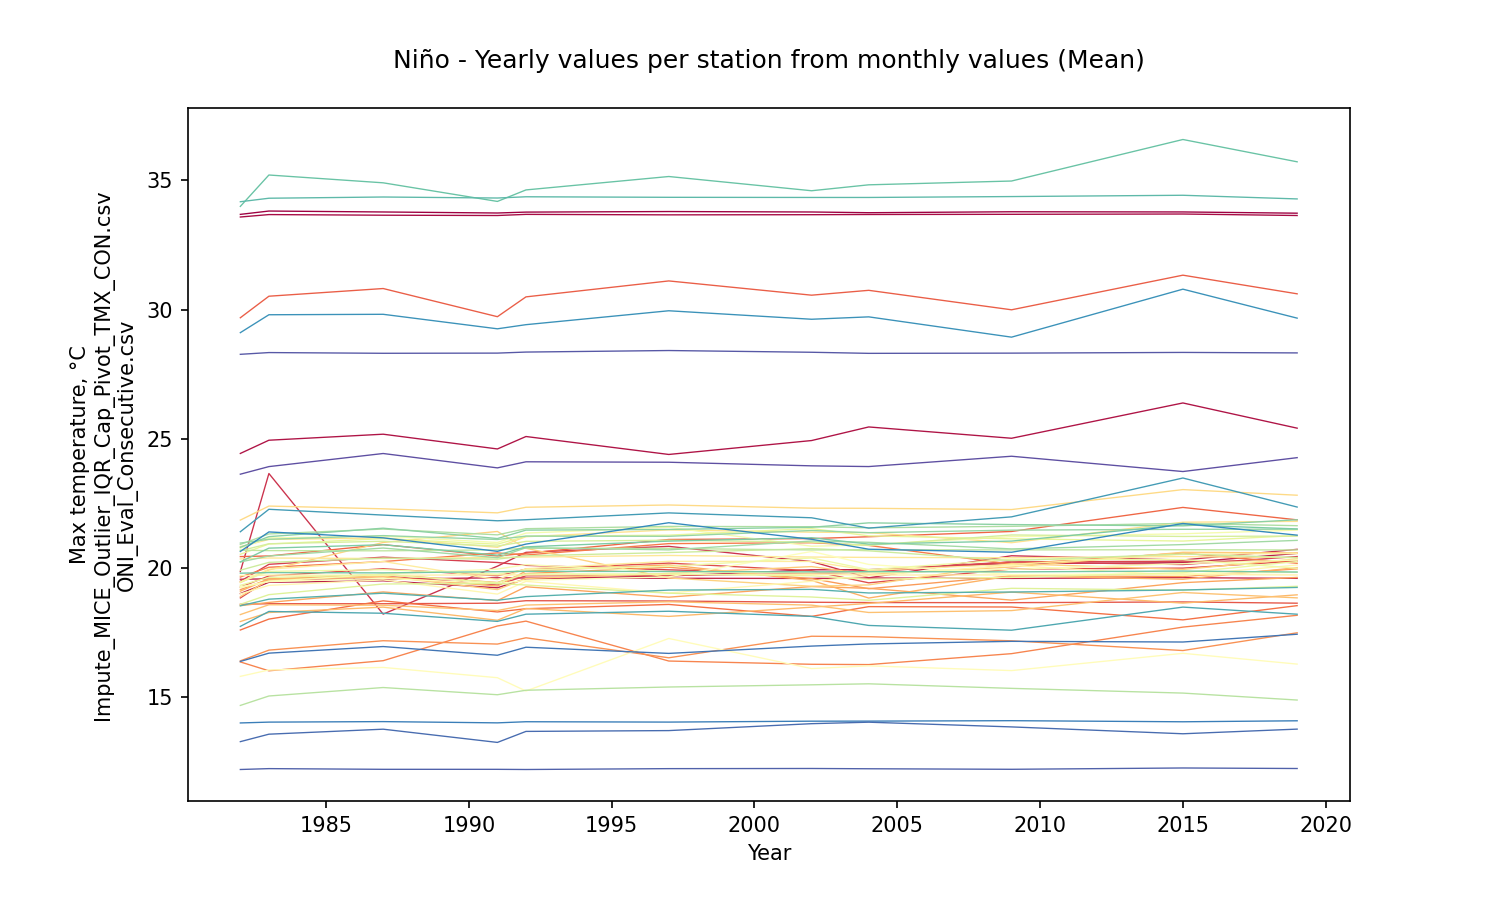 Niño - Yearly values per station from monthly values (Mean)
Max temperature, °C
Impute_MICE_Outlier_IQR_Cap_Pivot_TMX_CON.csv
ONI_Eval_Consecutive.csv
35
30
25
20
15
1985
1990
1995
2000
2005
2010
2015
2020
Year